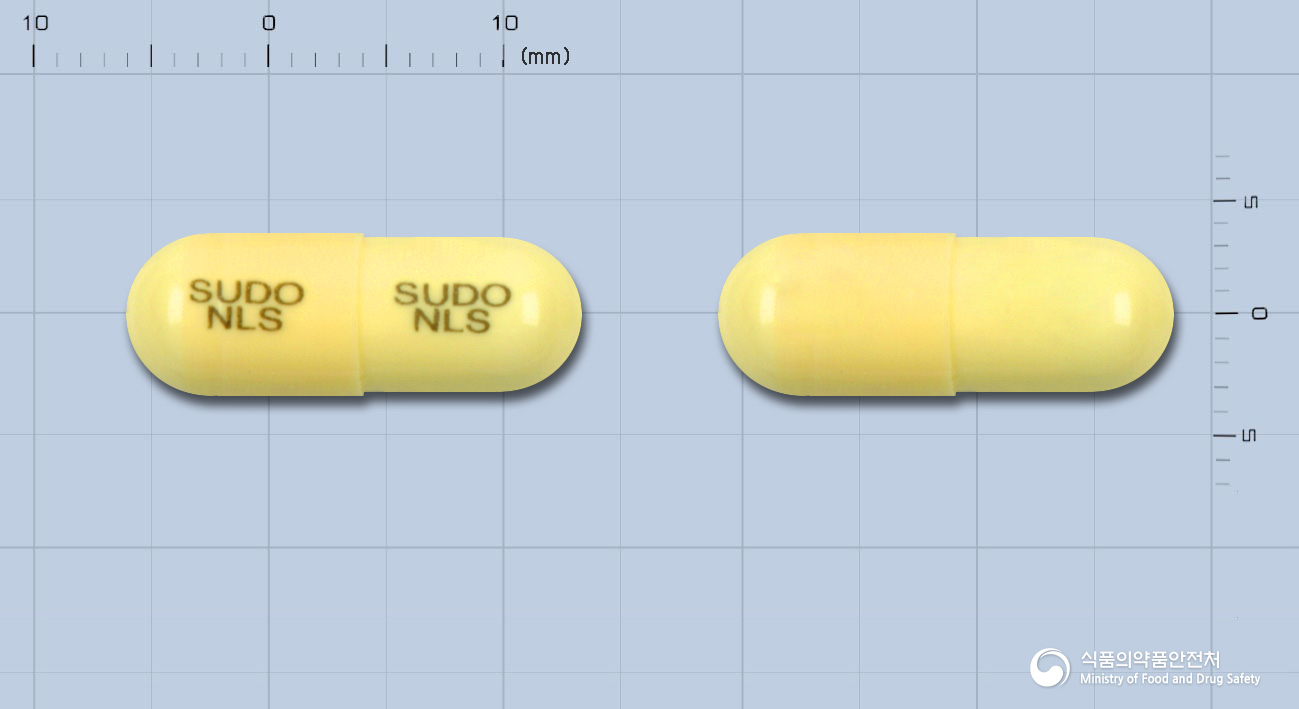 10 0 10
(mm)
SUDO
NLS
SUDO
NLS
5
0
5
식품의약품안전처
Ministry of Food and Drug Safety